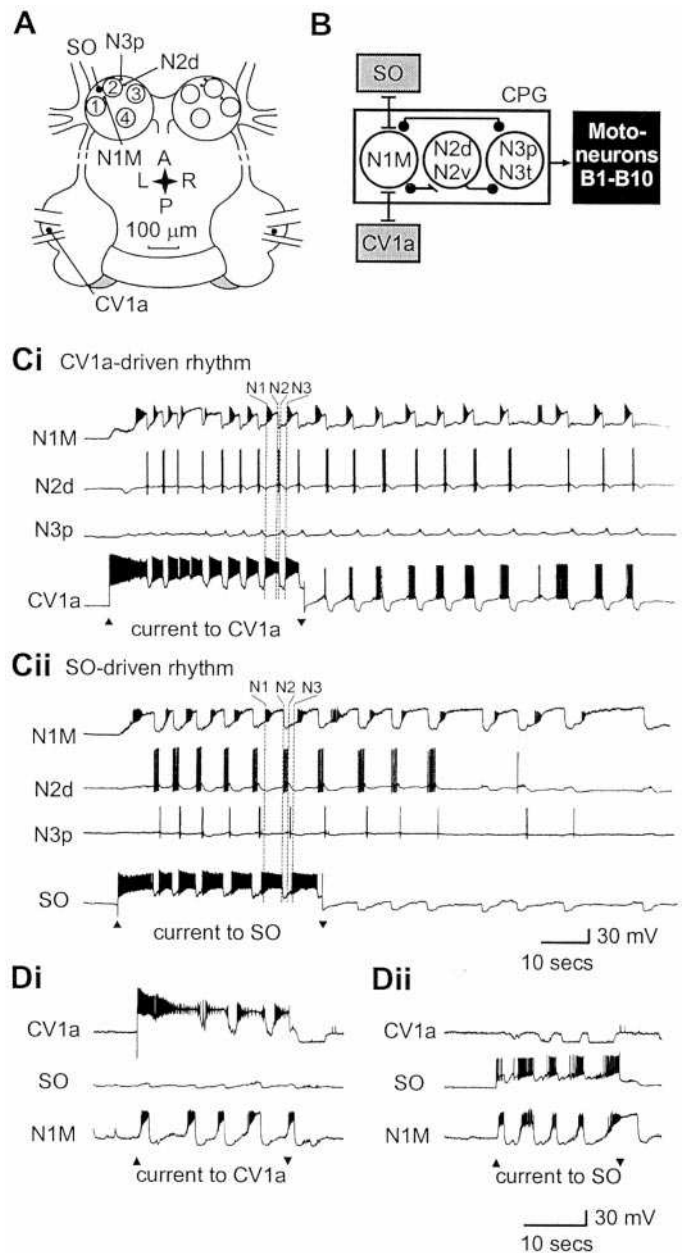 A
SO
N3p
N2d
1
2
3
4
N1M
A
L
R
P
100 μm
CV1a
B
SO
CPG
N1M
N2d
N2v
N3p
N3t
Moto-
neurons
B1-B10
CV1a
Ci CV1a-driven rhythm
N1 N2 N3
N1M
N2d
N3p
CV1a
current to CV1a
Cii SO-driven rhythm
N1 N2 N3
N1M
N2d
N3p
SO
current to SO
30 mV
10 secs
Di
CV1a
SO
N1M
current to CV1a
Dii
CV1a
SO
N1M
current to SO
30 mV
10 secs